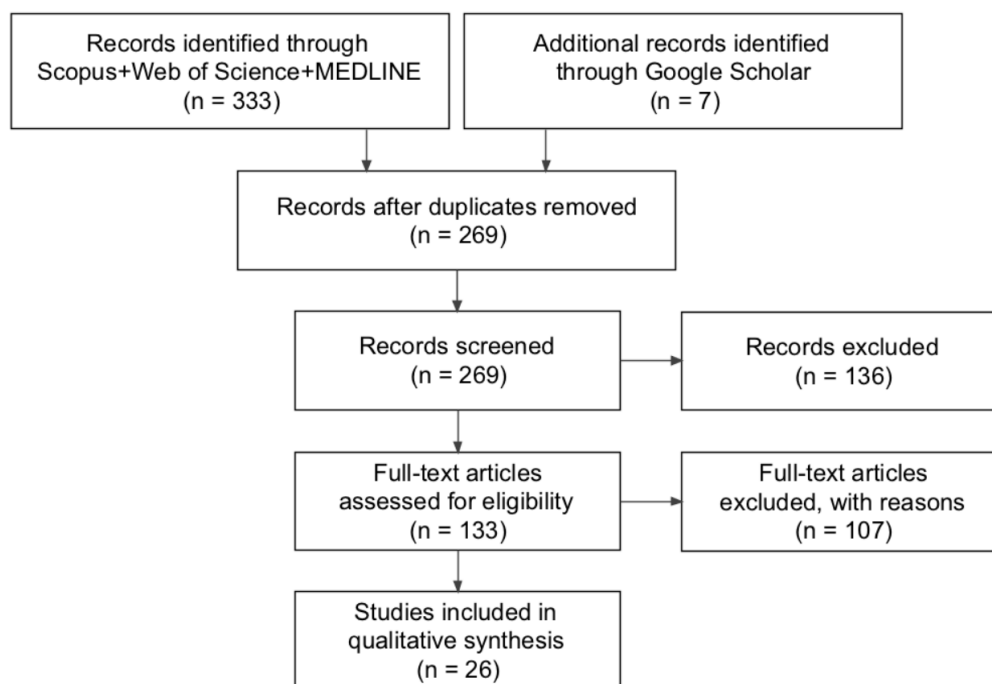 Records identified through
Scopus+Web of Science+MEDLINE
(n = 333)
Additional records identified
through Google Scholar
(n = 7)
Records after duplicates removed
(n = 269)
Records screened
(n = 269)
Records excluded
(n = 136)
Full-text articles
assessed for eligibility
(n = 133)
Full-text articles
excluded, with reasons
(n = 107)
Studies included in
qualitative synthesis
(n = 26)